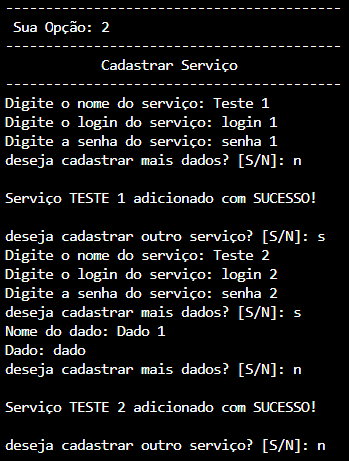 ------------------------------------------
Sua Opção: 2
------------------------------------------
Cadastrar Serviço
------------------------------------------
Digite o nome do serviço: Teste 1
Digite o login do serviço: login 1
Digite a senha do serviço: senha 1
deseja cadastrar mais dados? [S/N]: n
Serviço TESTE 1 adicionado com SUCESSO!
deseja cadastrar outro serviço? [S/N]: s
Digite o nome do serviço: Teste 2
Digite o login do serviço: login 2
Digite a senha do serviço: senha 2
deseja cadastrar mais dados? [S/N]: s
Nome do dado: Dado 1
Dado: dado
deseja cadastrar mais dados? [S/N]: n
Serviço TESTE 2 adicionado com SUCESSO!
deseja cadastrar outro serviço? [S/N]: n